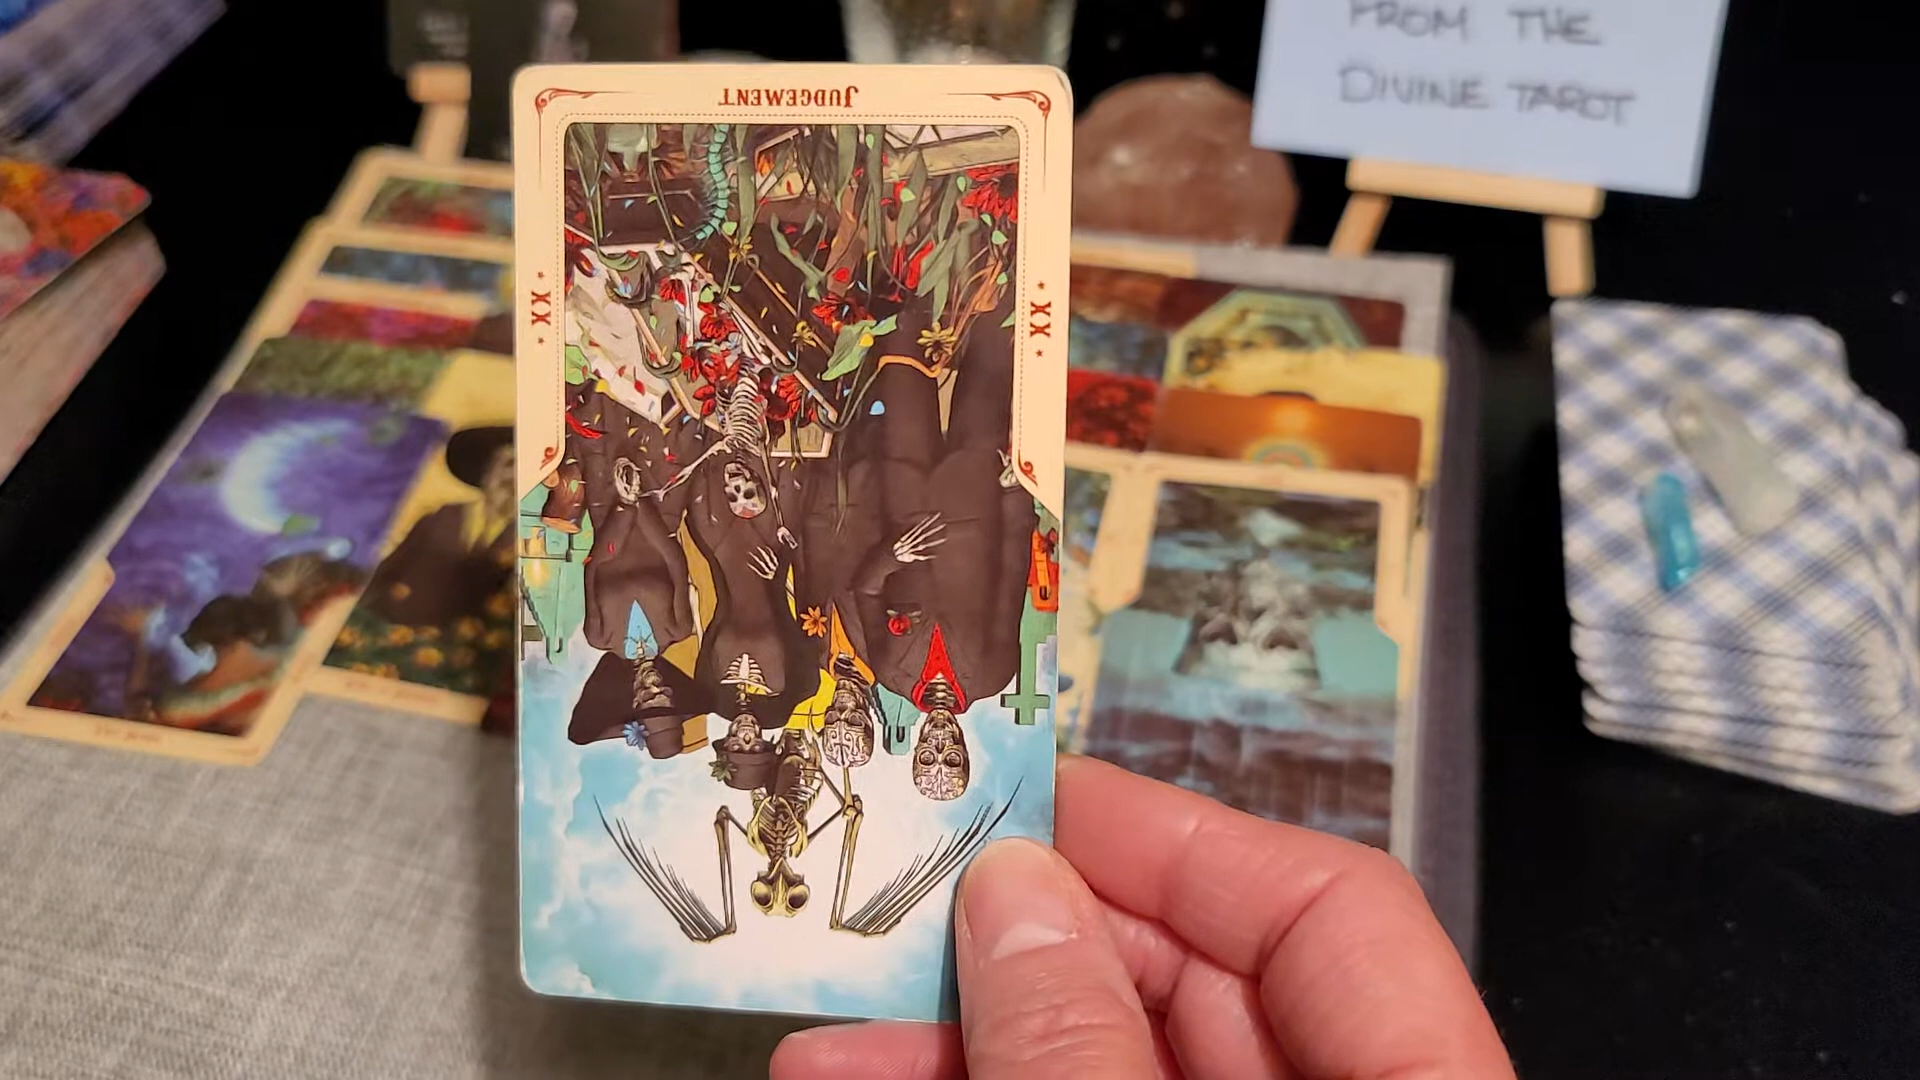 FROM THE
DIVINE TAROT
JUDGEMENT
XX
XX